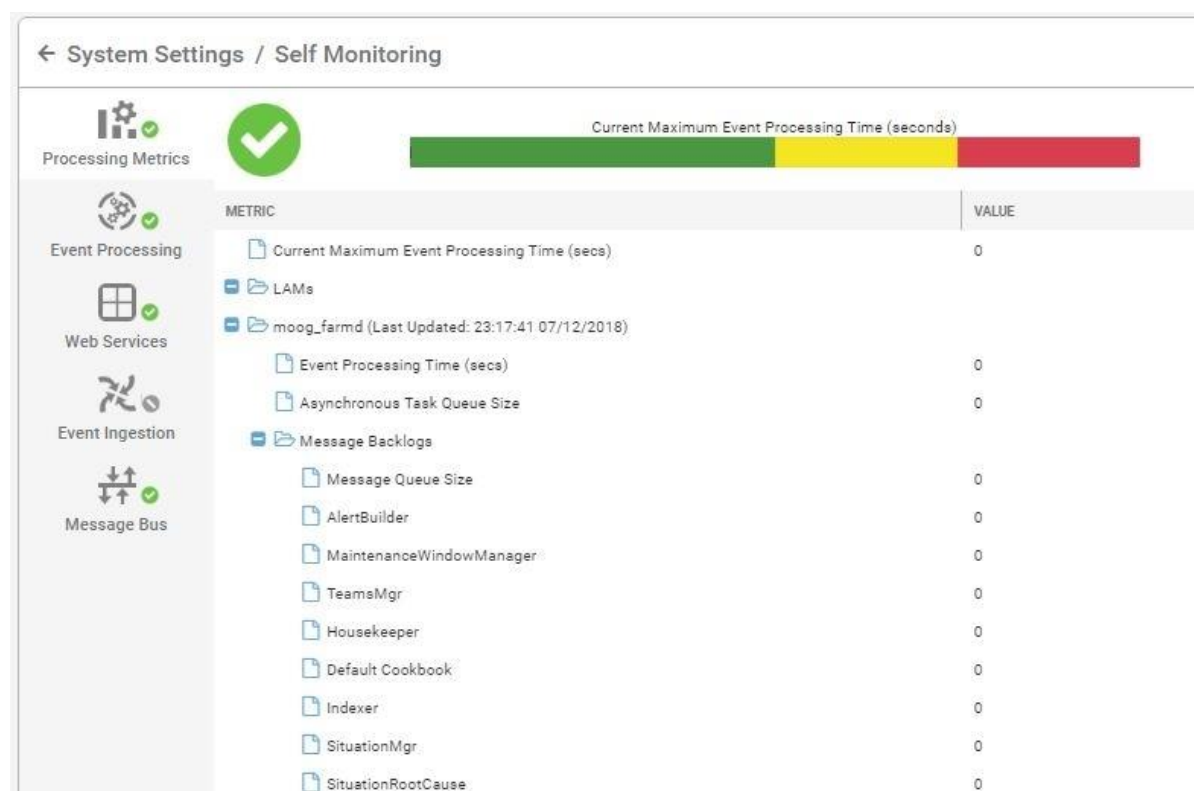 ← System Settings / Self Monitoring
Processing Metrics
Event Processing
Web Services
Event Ingestion
Message Bus
Current Maximum Event Processing Time (seconds)
METRIC VALUE
Current Maximum Event Processing Time (secs) 0
LAMs
moog_farmd (Last Updated: 23:17:41 07/12/2018)
Event Processing Time (secs) 0
Asynchronous Task Queue Size 0
Message Backlogs
Message Queue Size 0
AlertBuilder 0
MaintenanceWindowManager 0
TeamsMgr 0
Housekeeper 0
Default Cookbook 0
Indexer 0
SituationMgr 0
SituationRootCause 0